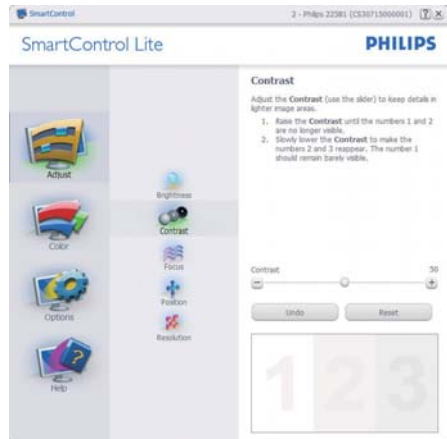 SmartControl
2 - Philips 225B1 (CS30715000001)
SmartControl Lite
PHILIPS
Contrast
Adjust the Contrast (use the slider) to keep details in
lighter image areas.
1. Raise the Contrast until the numbers 1 and 2
are no longer visible.
2. Slowly lower the Contrast to make the
numbers 2 and 3 reappear. The number 1
should remain barely visible.
Adjust
Color
Options
Help
Brightness
Contrast
Focus
Position
Resolution
Contrast 50
Undo Reset
1 2 3